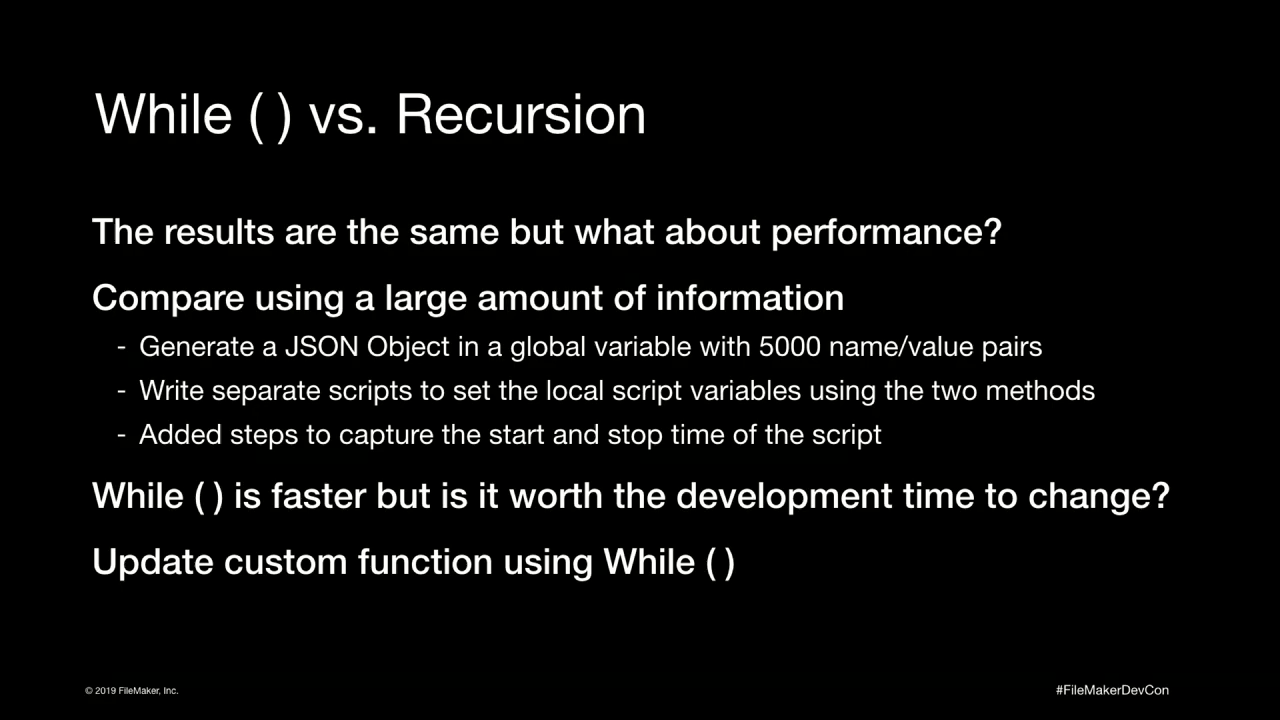 While ( ) vs. Recursion
The results are the same but what about performance?
Compare using a large amount of information
- Generate a JSON Object in a global variable with 5000 name/value pairs
- Write separate scripts to set the local script variables using the two methods
- Added steps to capture the start and stop time of the script
While ( ) is faster but is it worth the development time to change?
Update custom function using While ( )
© 2019 FileMaker, Inc.
#FileMakerDevCon